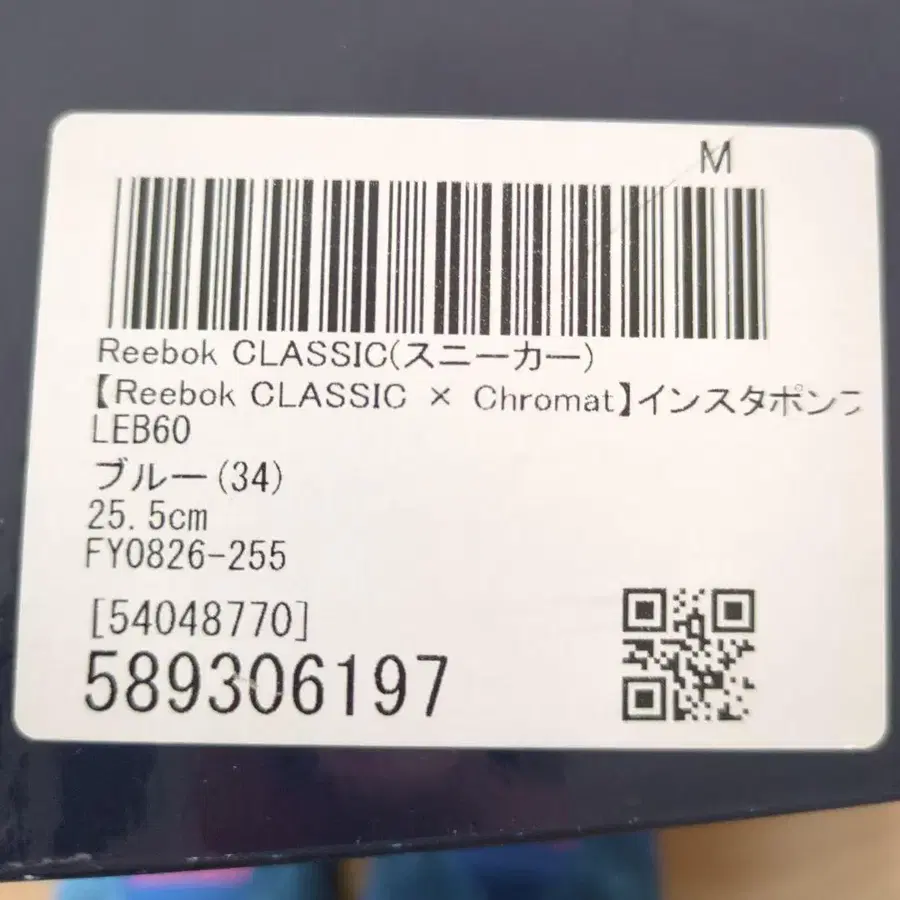 M
Reebok CLASSIC(スニーカー)
【Reebok CLASSIC × Chromat】インスタポンフ
LEB60
ブルー(34)
25.5cm
FY0826-255
[54048770]
589306197